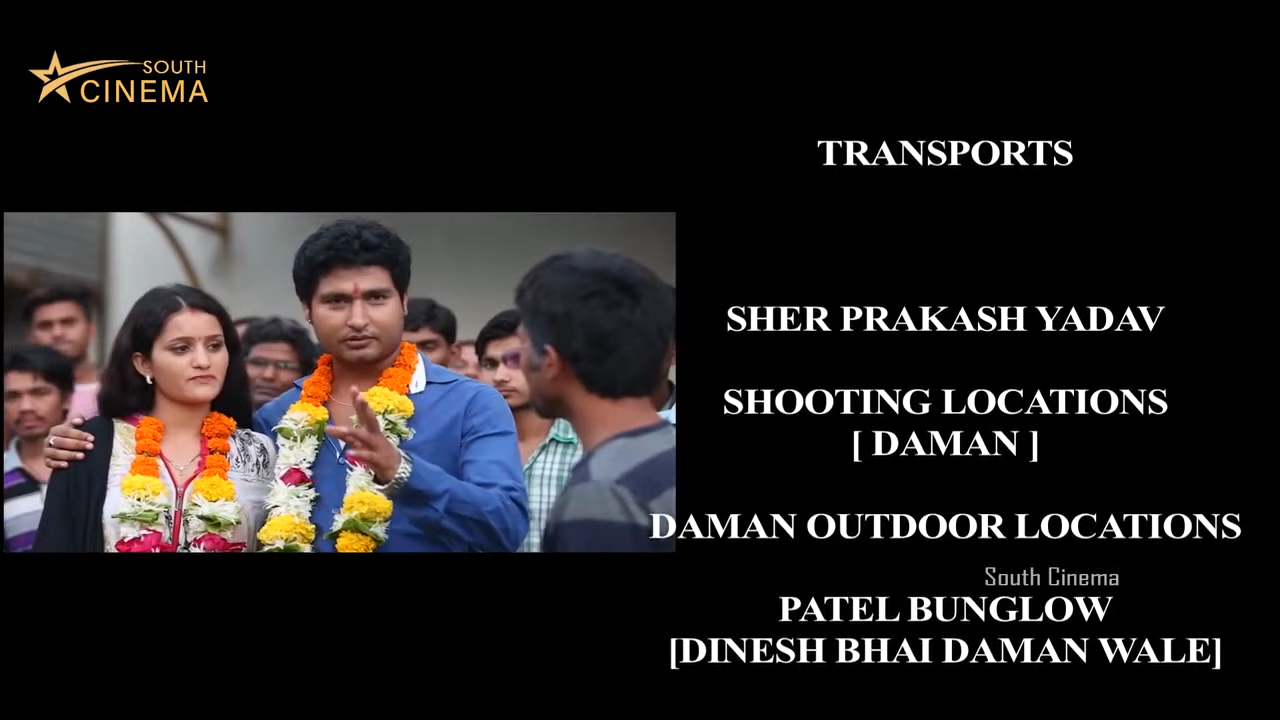 SOUTH
CINEMA
TRANSPORTS
SHER PRAKASH YADAV
SHOOTING LOCATIONS
[ DAMAN ]
DAMAN OUTDOOR LOCATIONS
South Cinema
PATEL BUNGLOW
[DINESH BHAI DAMAN WALE]